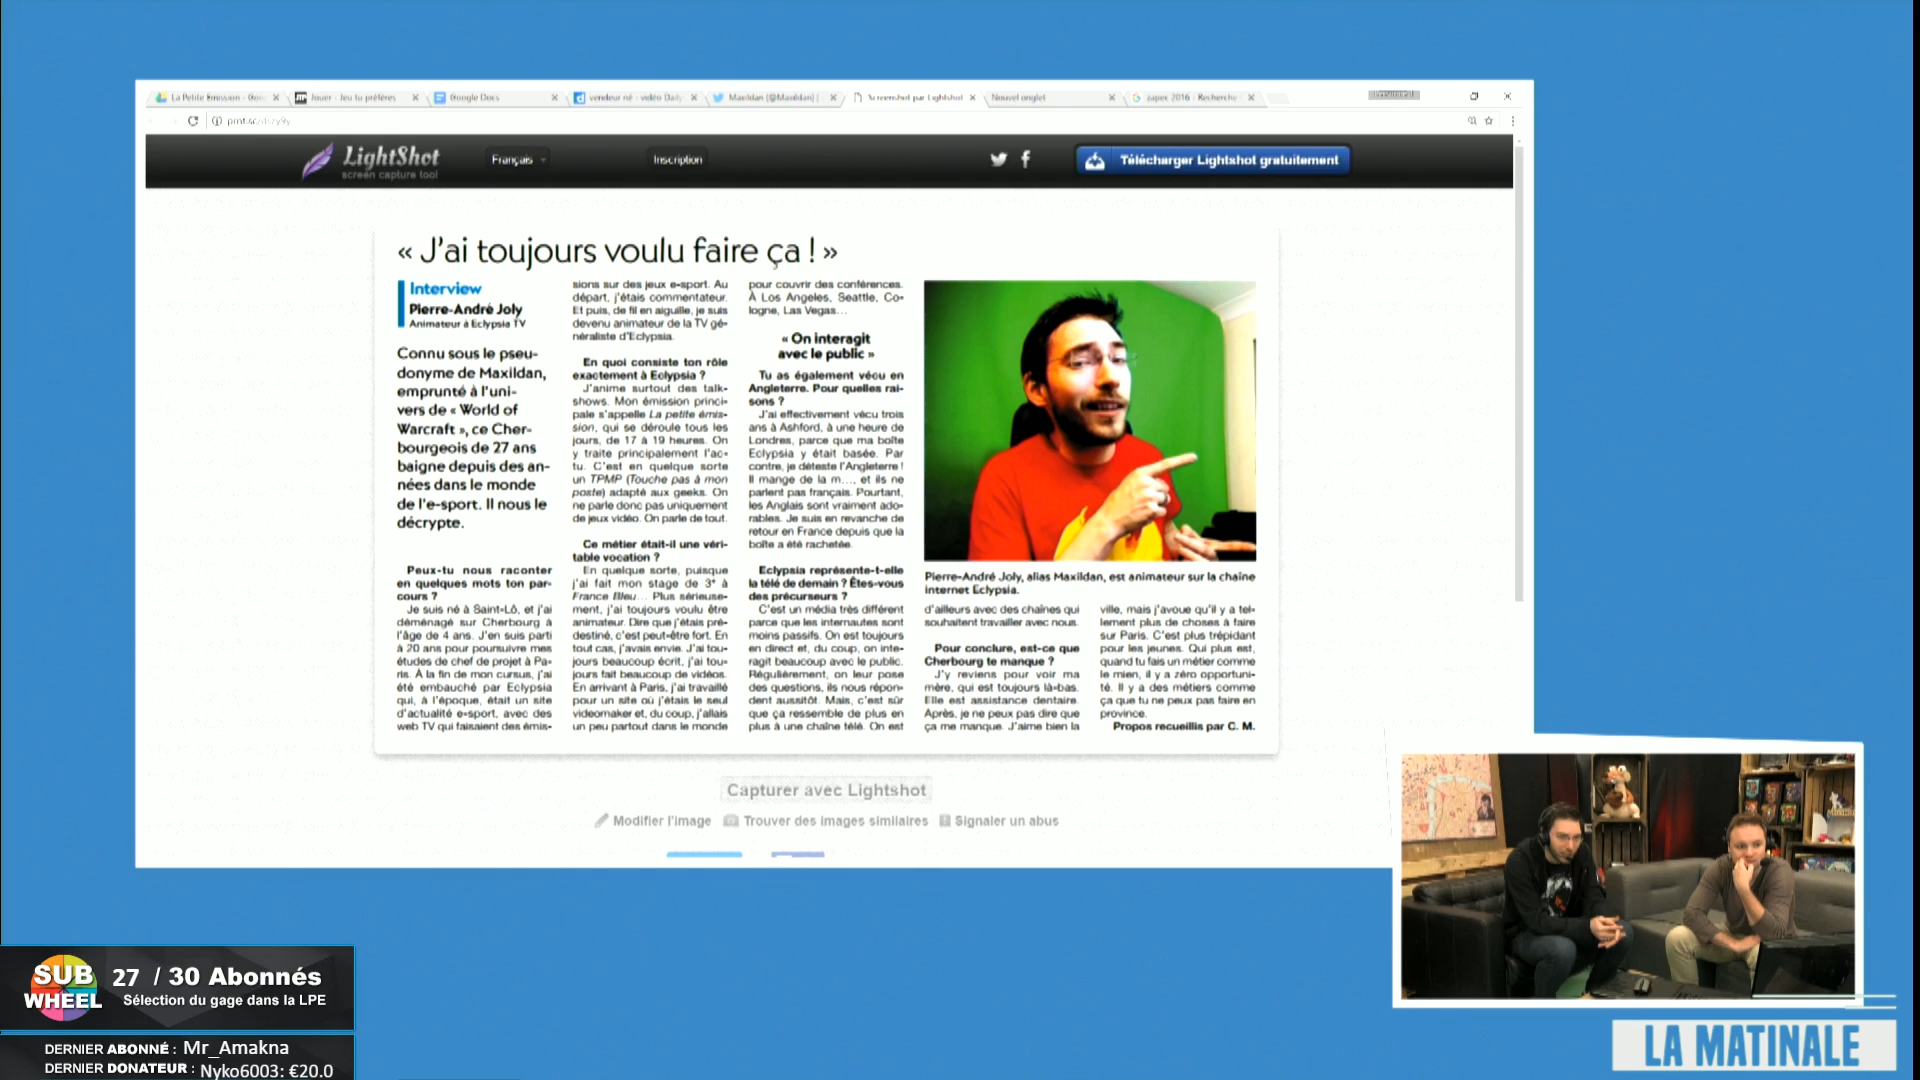 La Petite Emission - Goo
Jouer : Jeu tu préfères
Google Docs
vendeur né : vidéo Daily
Maxildan (@Maxildan) |
Screenshot par Lightshot
Nouvel onglet
zapes 2016 - Recherche
LightShot
screen capture tool
Français
Inscription
Télécharger Lightshot gratuitement
« J'ai toujours voulu faire ça ! »
Interview
Pierre-André Joly
Animateur à Eclypsia TV
Connu sous le pseu-
donyme de Maxildan,
emprunté à l'uni-
vers de « World of
Warcraft », ce Cher-
bourgeois de 27 ans
baigne depuis des an-
nées dans le monde
de l'e-sport. Il nous le
décrypte.
Peux-tu nous raconter
en quelques mots ton par-
cours ?
Je suis né à Saint-Lô, et j'ai
déménagé sur Cherbourg à
l'âge de 4 ans. J'en suis parti
à 20 ans pour poursuivre mes
études de chef de projet à Pa-
ris. À la fin de mon cursus, j'ai
été embauché par Eclypsia
qui, à l'époque, était un site
d'actualité e-sport, avec des
web TV qui faisaient des émis-
sions sur des jeux e-sport. Au
départ, j'étais commentateur.
Et puis, de fil en aiguille, je suis
devenu animateur de la TV gé-
néraliste d'Eclypsia.
En quoi consiste ton rôle
exactement à Eclypsia ?
J'anime surtout des talk-
shows. Mon émission princi-
pale s'appelle La petite émis-
sion, qui se déroule tous les
jours, de 17 à 19 heures. On
y traite principalement l'ac-
tu. C'est en quelque sorte
un TPMP (Touche pas à mon
poste) adapté aux geeks. On
ne parle donc pas uniquement
de jeux vidéo. On parle de tout.
Ce métier était-il une véri-
table vocation ?
En quelque sorte, puisque
j'ai fait mon stage de 3e à
France Bleu... Plus sérieuse-
ment, j'ai toujours voulu être
animateur. Dire que j'étais pré-
destiné, c'est peut-être fort. En
tout cas, j'avais envie. J'ai tou-
jours beaucoup écrit, j'ai tou-
jours fait beaucoup de vidéos.
En arrivant à Paris, j'ai travaillé
pour un site où j'étais le seul
videomaker et, du coup, j'allais
un peu partout dans le monde
pour couvrir des conférences.
À Los Angeles, Seattle, Co-
logne, Las Vegas...
« On interagit
avec le public »
Tu as également vécu en
Angleterre. Pour quelles rai-
sons ?
J'ai effectivement vécu trois
ans à Ashford, à une heure de
Londres, parce que ma boîte
Eclypsia y était basée. Par
contre, je déteste l'Angleterre !
Il mange de la m..., et ils ne
parlent pas français. Pourtant,
les Anglais sont vraiment ado-
rables. Je suis en revanche de
retour en France depuis que la
boîte a été rachetée.
Eclypsia représente-t-elle
la télé de demain ? Êtes-vous
des précurseurs ?
C'est un média très différent
parce que les internautes sont
moins passifs. On est toujours
en direct et, du coup, on inte-
ragit beaucoup avec le public.
Régulièrement, on leur pose
des questions, ils nous répon-
dent aussitôt. Mais, c'est sûr
que ça ressemble de plus en
plus à une chaîne télé. On est
Pierre-André Joly, alias Maxildan, est animateur sur la chaîne
internet Eclypsia.
d'ailleurs avec des chaînes qui
souhaitent travailler avec nous.
Pour conclure, est-ce que
Cherbourg te manque ?
J'y reviens pour voir ma
mère, qui est toujours là-bas.
Elle est assistance dentaire.
Après, je ne peux pas dire que
ça me manque. J'aime bien la
ville, mais j'avoue qu'il y a tel-
lement plus de choses à faire
sur Paris. C'est plus trépidant
pour les jeunes. Qui plus est,
quand tu fais un métier comme
le mien, il y a zéro opportuni-
té. Il y a des métiers comme
ça que tu ne peux pas faire en
province.
Propos recueillis par C. M.
Capturer avec Lightshot
Modifier l'image
Trouver des images similaires
Signaler un abus
SUB
WHEEL
27 / 30 Abonnés
Sélection du gage dans la LPE
DERNIER ABONNÉ : Mr_Amakna
DERNIER DONATEUR : Nyko6003: €20.0
LA MATINALE